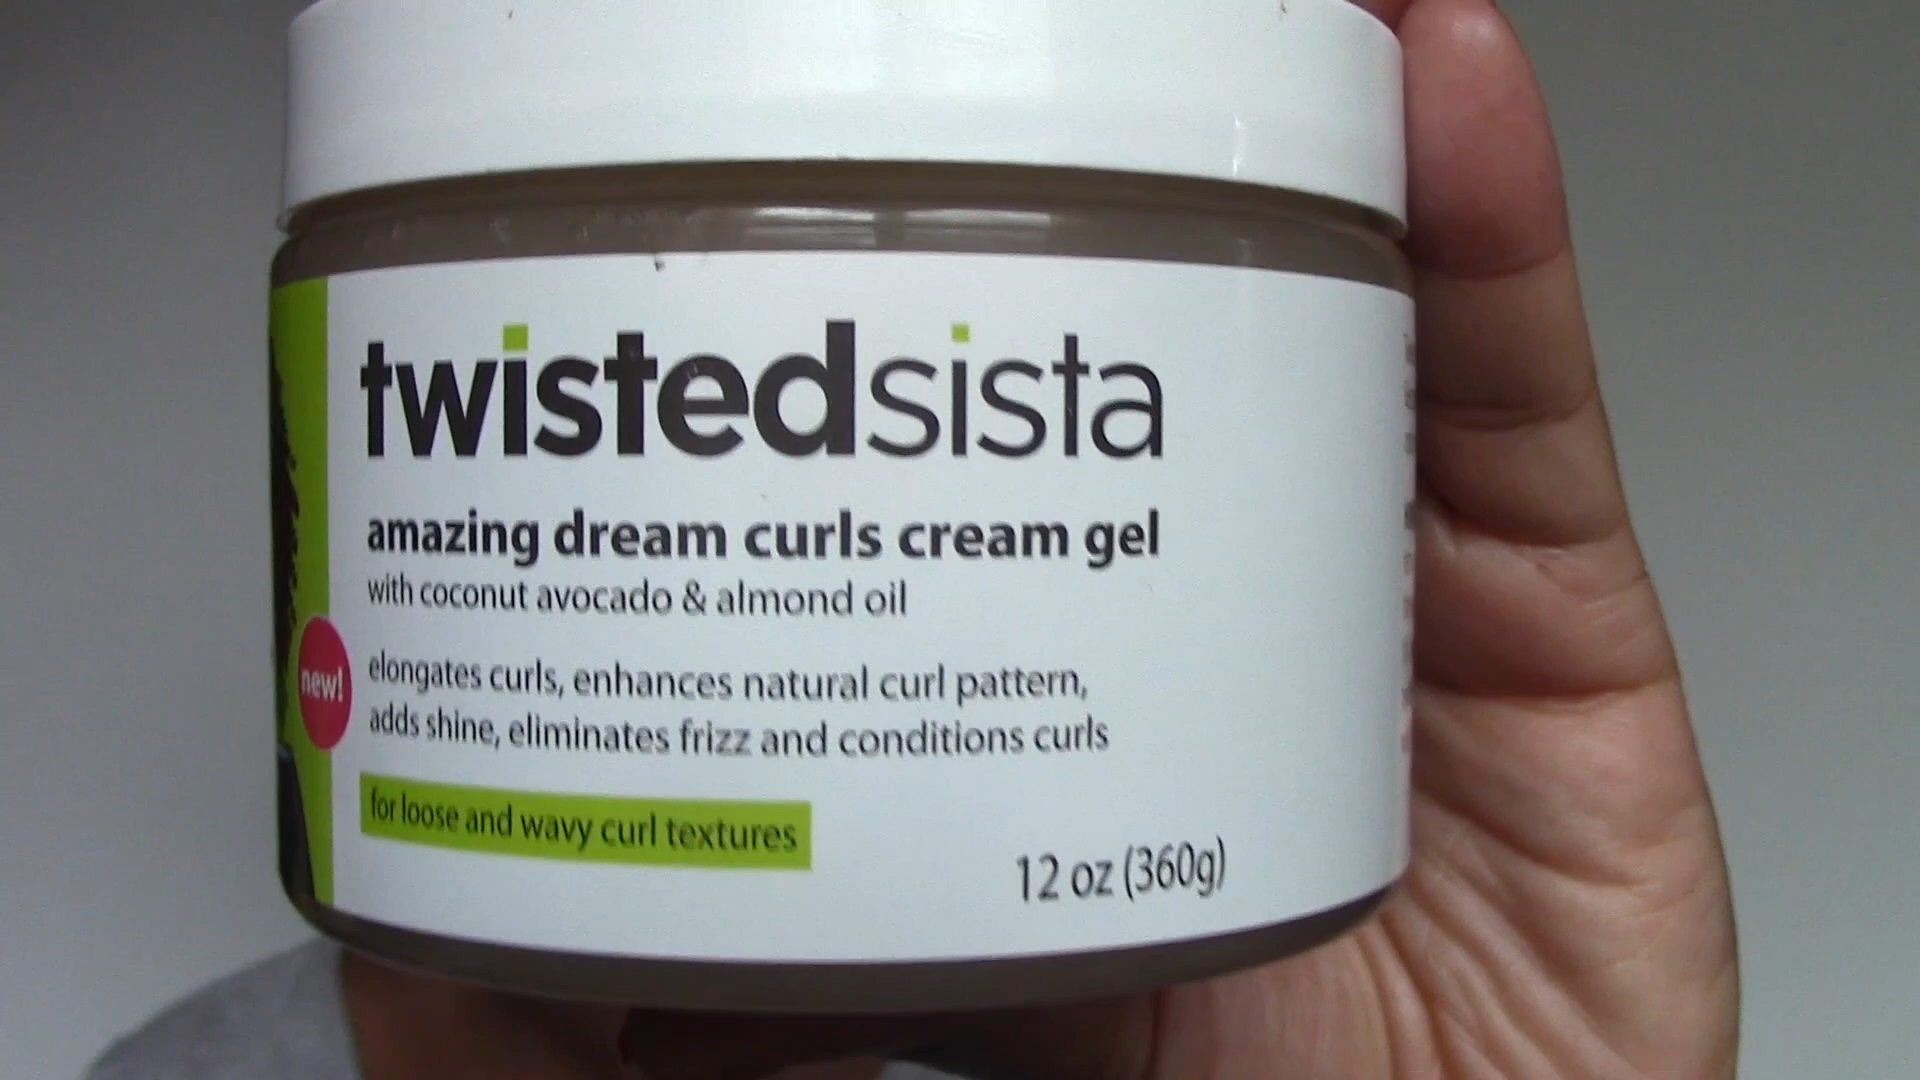 twistedsista
amazing dream curls cream gel
with coconut avocado & almond oil
new!
elongates curls, enhances natural curl pattern,
adds shine, eliminates frizz and conditions curls
for loose and wavy curl textures
12 oz (360g)